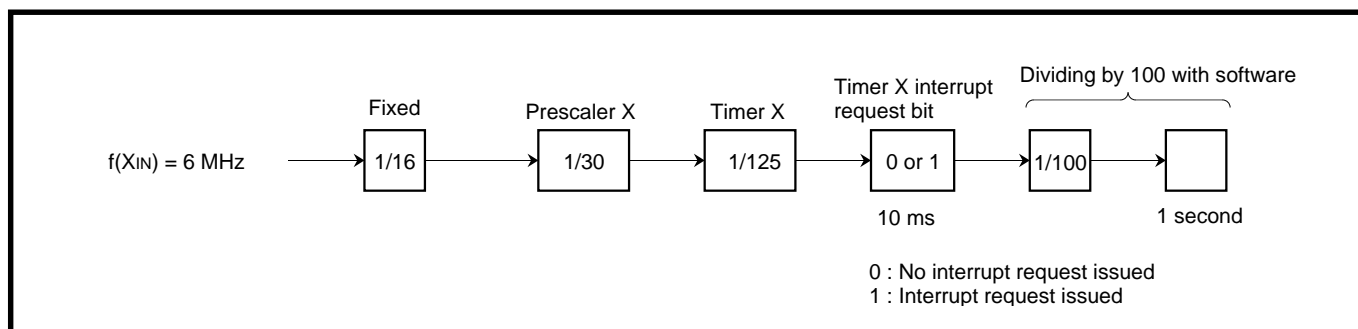 Dividing by 100 with software
Timer X interrupt
request bit
Fixed
Prescaler X
Timer X
f(XIN) = 6 MHz
1/16
1/30
1/125
0 or 1
1/100
10 ms
1 second
0 : No interrupt request issued
1 : Interrupt request issued